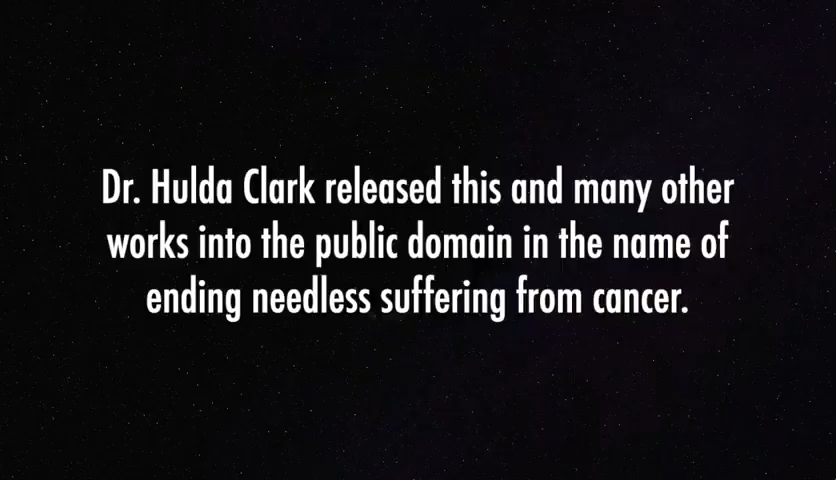 Dr. Hulda Clark released this and many other
works into the public domain in the name of
ending needless suffering from cancer.